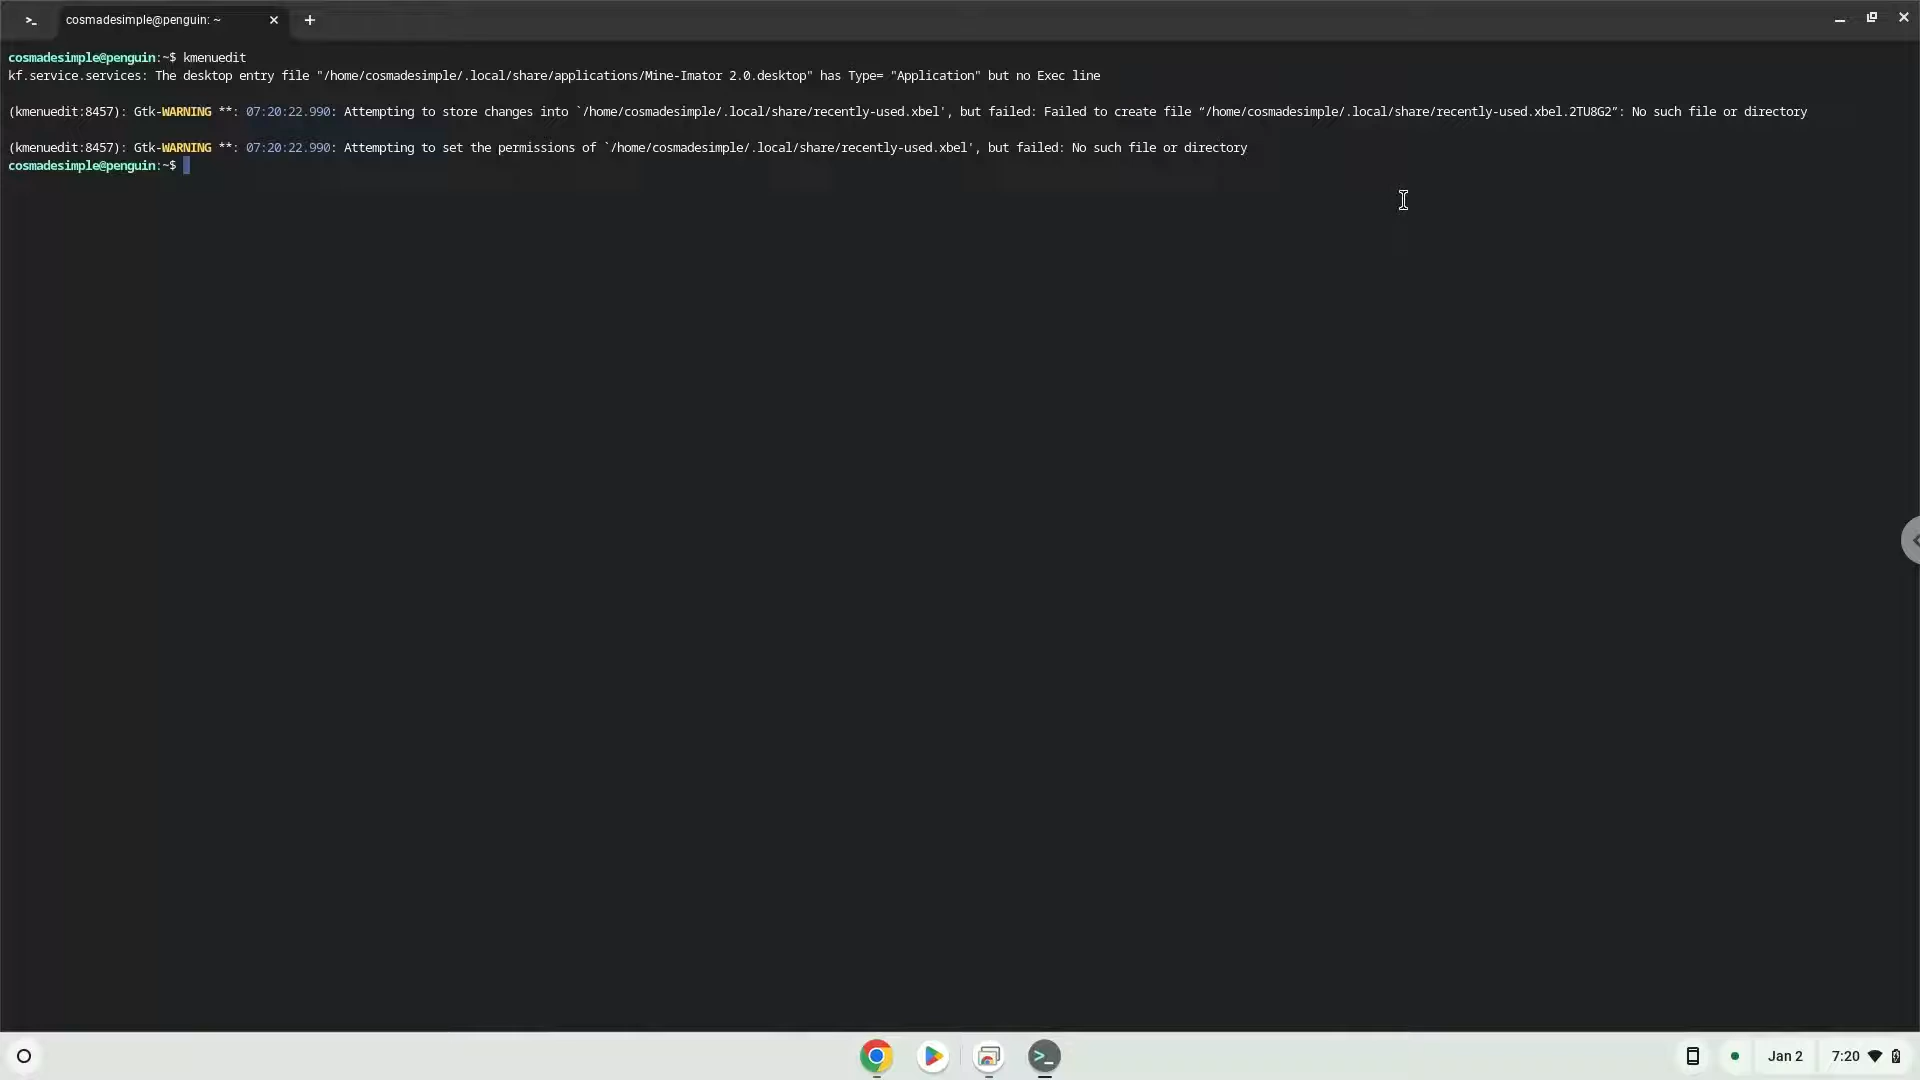 >_ cosmadesimple@penguin: ~ × +
cosmadesimple@penguin:~$ kmenuedit
kf.service.services: The desktop entry file "/home/cosmadesimple/.local/share/applications/Mine-Imator 2.0.desktop" has Type= "Application" but no Exec line
(kmenuedit:8457): Gtk-WARNING **: 07:20:22.990: Attempting to store changes into `/home/cosmadesimple/.local/share/recently-used.xbel', but failed: Failed to create file “/home/cosmadesimple/.local/share/recently-used.xbel.2TU8G2”: No such file or directory
(kmenuedit:8457): Gtk-WARNING **: 07:20:22.990: Attempting to set the permissions of `/home/cosmadesimple/.local/share/recently-used.xbel', but failed: No such file or directory
cosmadesimple@penguin:~$
Jan 2 7:20